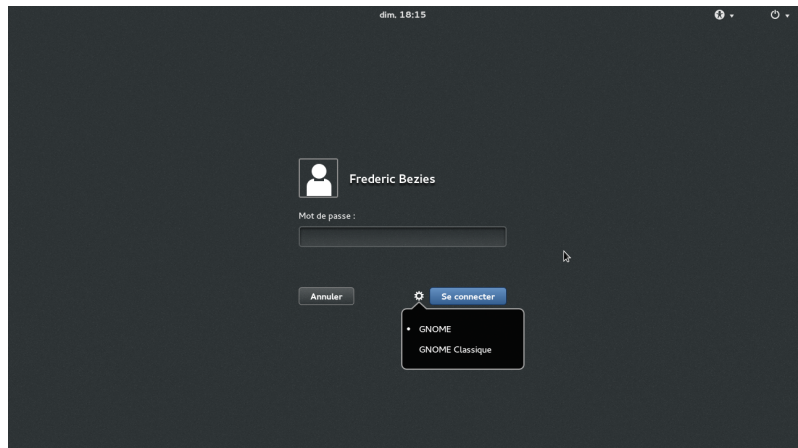 dim. 18:15
Frederic Bezies
Mot de passe :
Annuler
Se connecter
GNOME
GNOME Classique